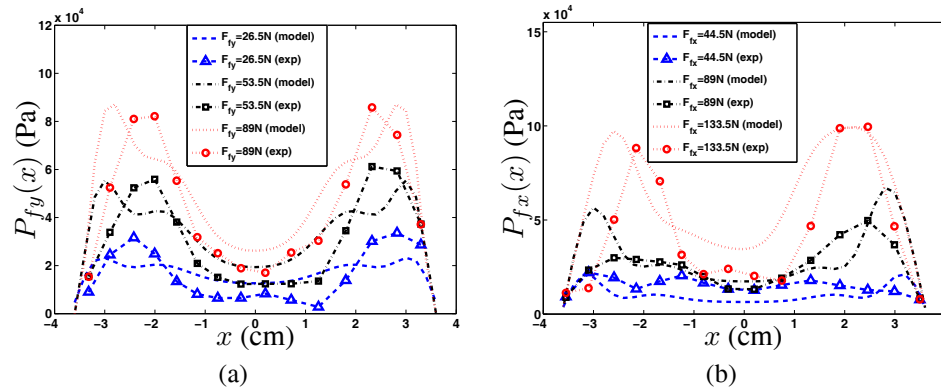 x 10⁴
12
10
8
6
4
2
0
P_fy(x) (Pa)
F_fy=26.5N (model)
F_fy=26.5N (exp)
F_fy=53.5N (model)
F_fy=53.5N (exp)
F_fy=89N (model)
F_fy=89N (exp)
-4 -3 -2 -1 0 1 2 3 4
x (cm)
(a)
x 10⁴
15
10
5
0
P_fx(x) (Pa)
F_fx=44.5N (model)
F_fx=44.5N (exp)
F_fx=89N (model)
F_fx=89N (exp)
F_fx=133.5N (model)
F_fx=133.5N (exp)
-4 -3 -2 -1 0 1 2 3 4
x (cm)
(b)